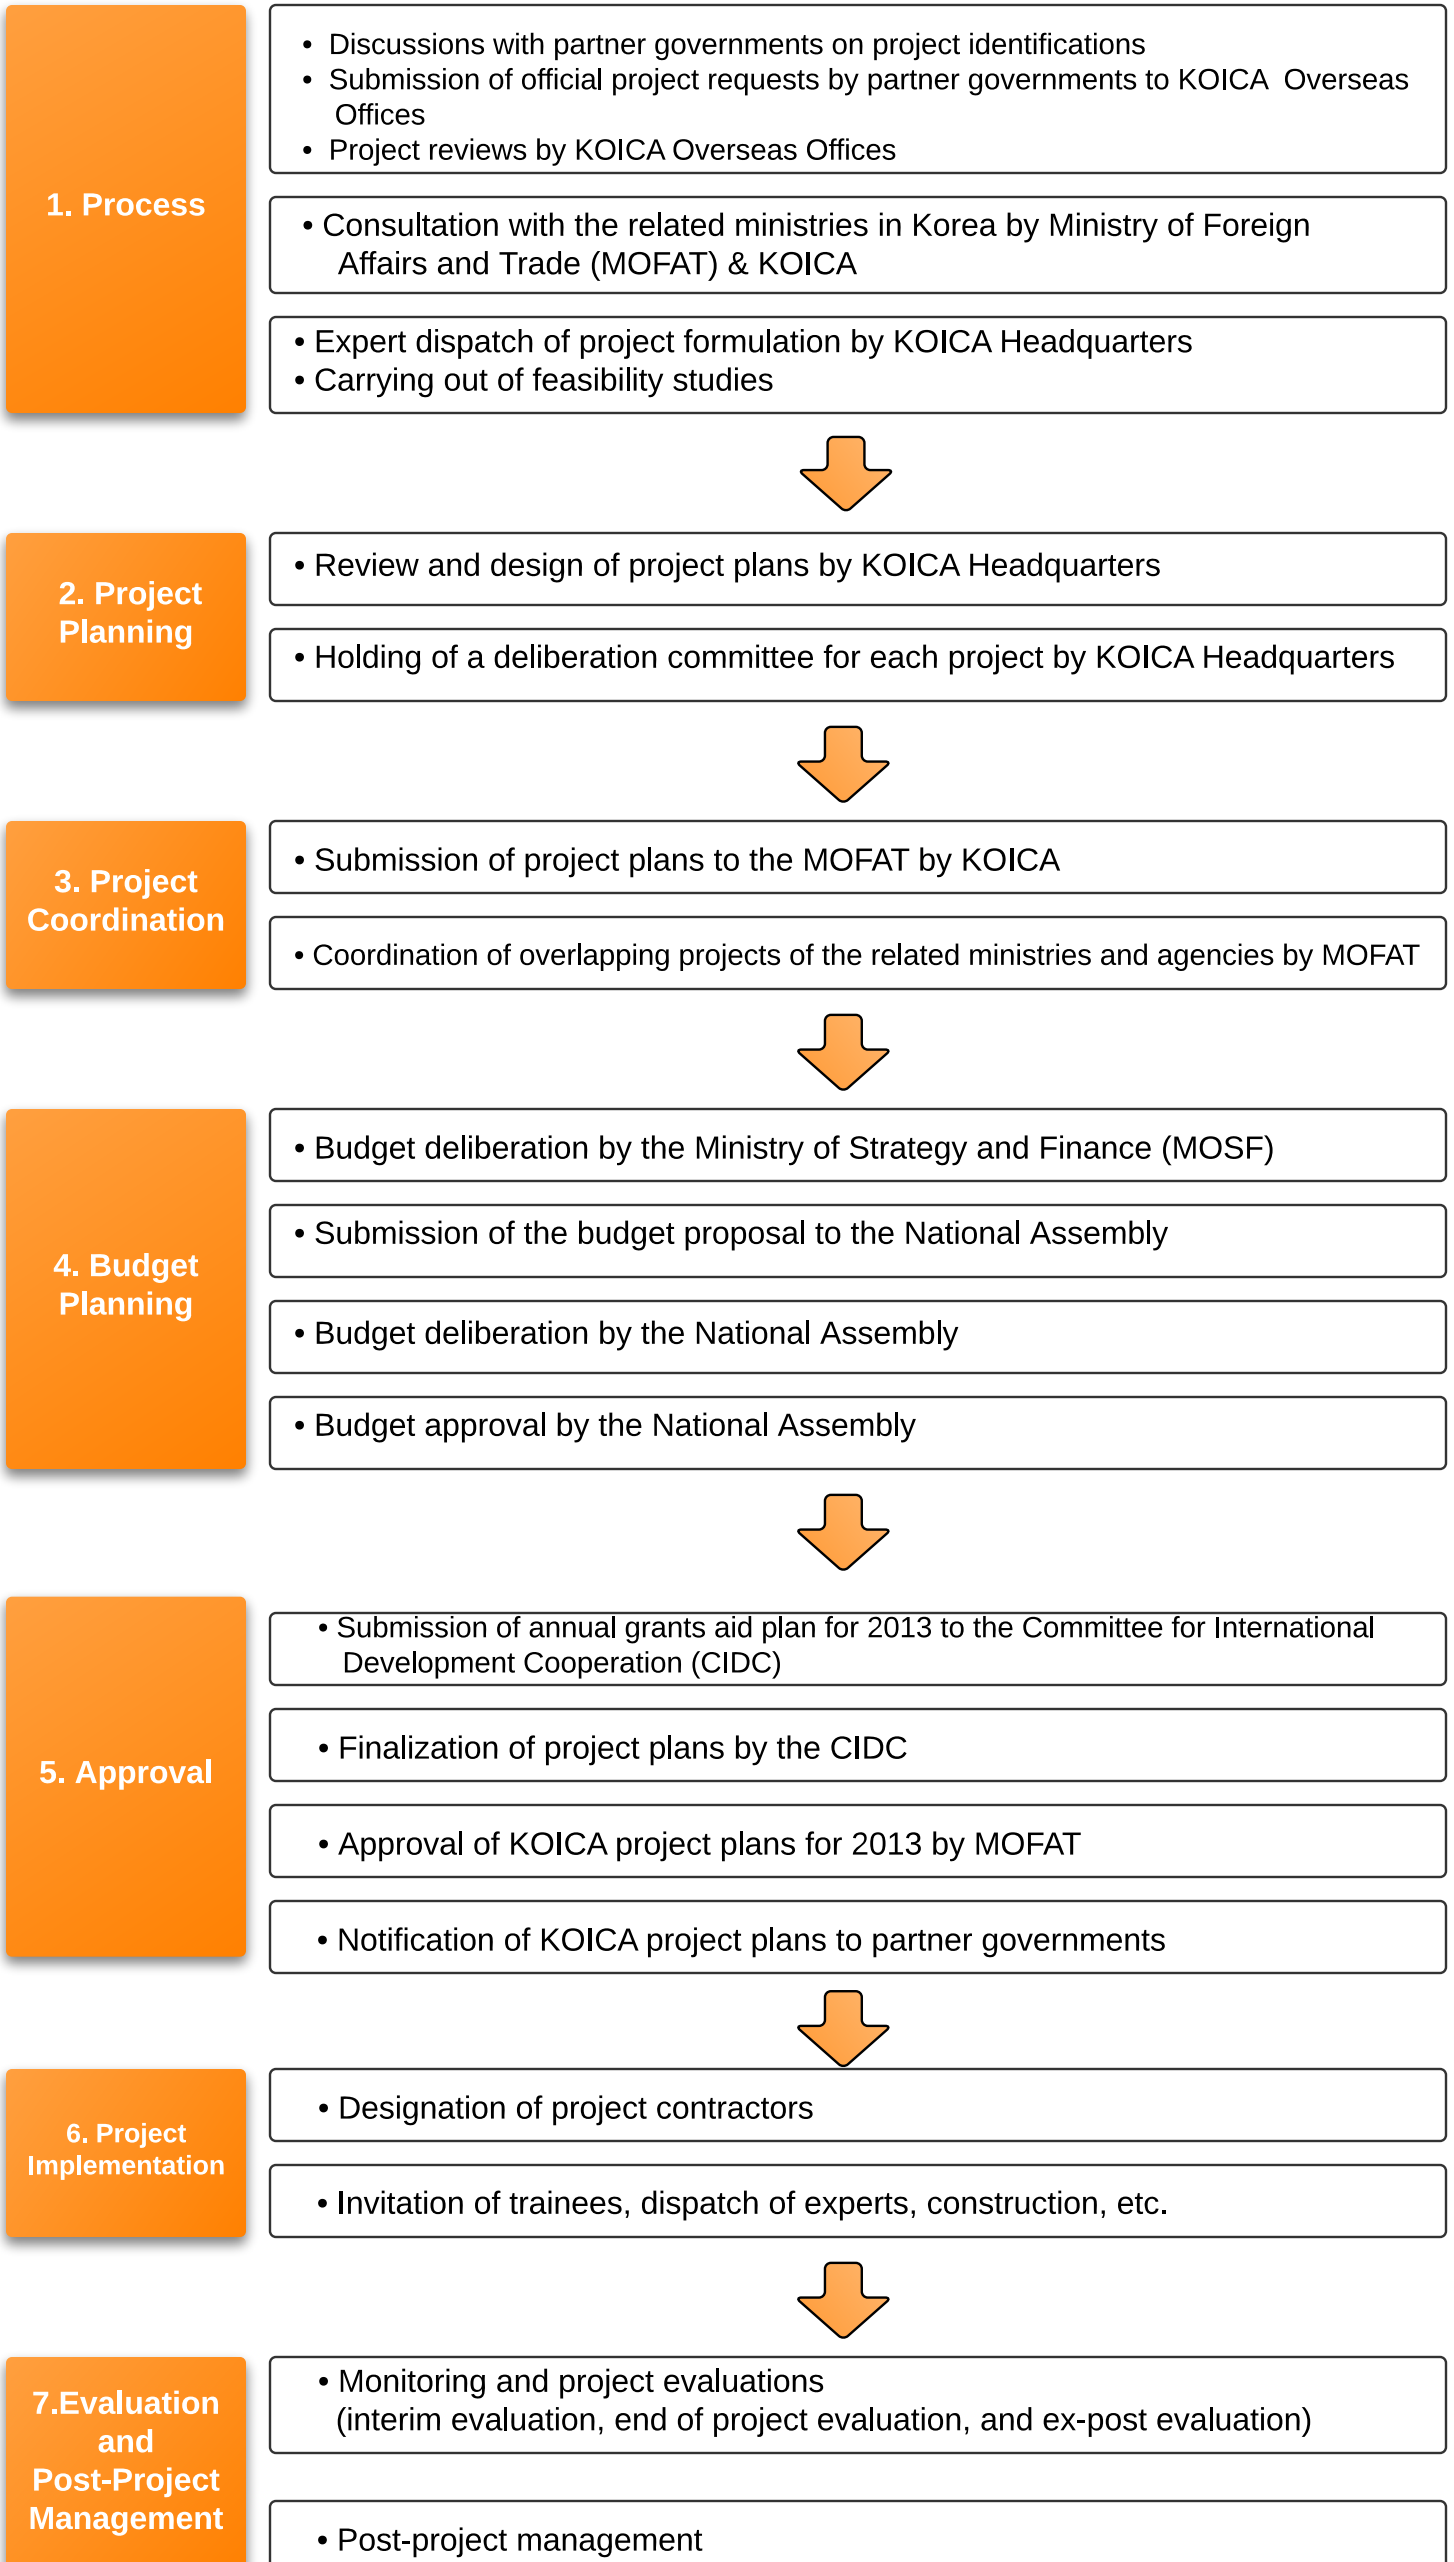 1. Process
• Discussions with partner governments on project identifications
• Submission of official project requests by partner governments to KOICA Overseas
Offices
• Project reviews by KOICA Overseas Offices
• Consultation with the related ministries in Korea by Ministry of Foreign
Affairs and Trade (MOFAT) & KOICA
• Expert dispatch of project formulation by KOICA Headquarters
• Carrying out of feasibility studies
2. Project
Planning
• Review and design of project plans by KOICA Headquarters
• Holding of a deliberation committee for each project by KOICA Headquarters
3. Project
Coordination
• Submission of project plans to the MOFAT by KOICA
• Coordination of overlapping projects of the related ministries and agencies by MOFAT
4. Budget
Planning
• Budget deliberation by the Ministry of Strategy and Finance (MOSF)
• Submission of the budget proposal to the National Assembly
• Budget deliberation by the National Assembly
• Budget approval by the National Assembly
5. Approval
• Submission of annual grants aid plan for 2013 to the Committee for International
Development Cooperation (CIDC)
• Finalization of project plans by the CIDC
• Approval of KOICA project plans for 2013 by MOFAT
• Notification of KOICA project plans to partner governments
6. Project
Implementation
• Designation of project contractors
• Invitation of trainees, dispatch of experts, construction, etc.
7.Evaluation
and
Post-Project
Management
• Monitoring and project evaluations
(interim evaluation, end of project evaluation, and ex-post evaluation)
• Post-project management